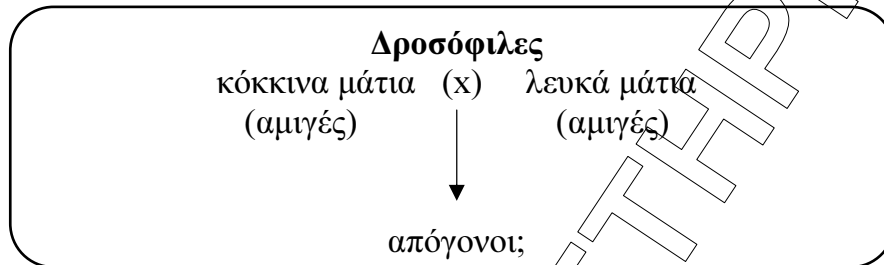 Δροσόφιλες
κόκκινα μάτια (x) λευκά μάτια
(αμιγές) (αμιγές)
απόγονοι;